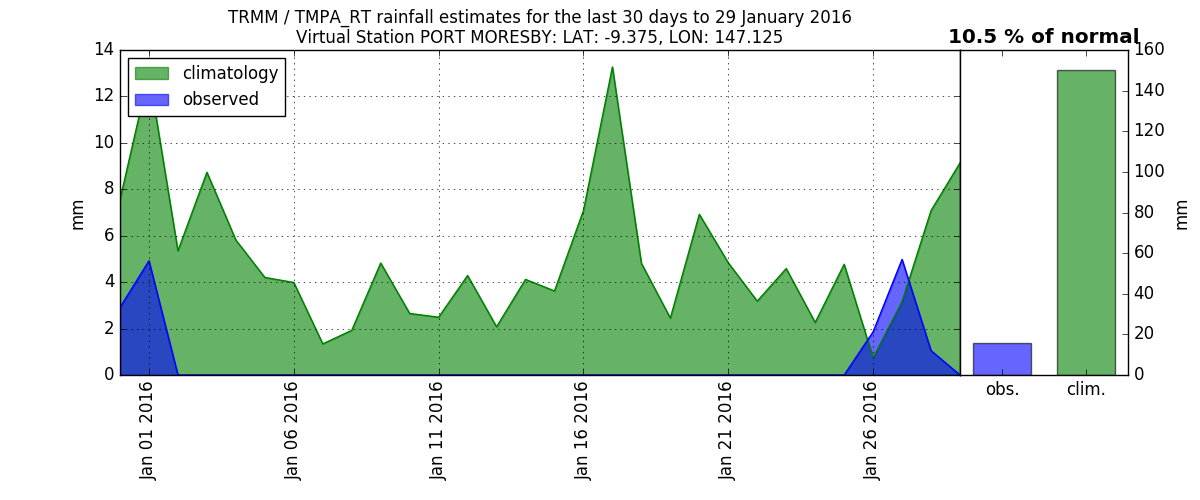 TRMM / TMPA_RT rainfall estimates for the last 30 days to 29 January 2016
Virtual Station PORT MORESBY: LAT: -9.375, LON: 147.125
10.5 % of normal
climatology
observed
14
12
10
8
6
4
2
0
mm
Jan 01 2016
Jan 06 2016
Jan 11 2016
Jan 16 2016
Jan 21 2016
Jan 26 2016
160
140
120
100
80
60
40
20
0
mm
obs.
clim.